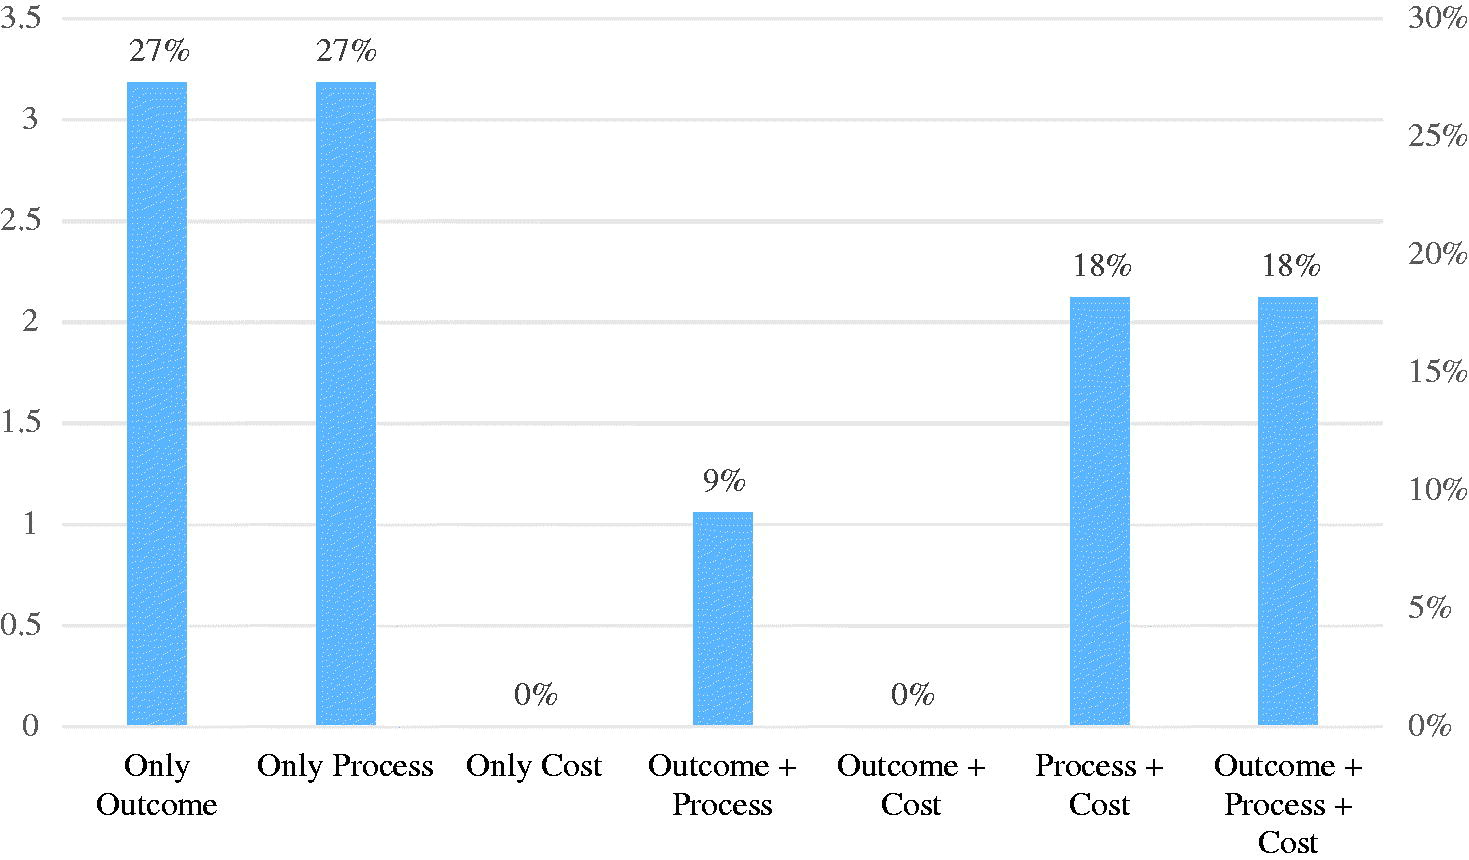 3.5
3
2.5
2
1.5
1
0.5
0
27%
27%
0%
9%
0%
18%
18%
30%
25%
20%
15%
10%
5%
0%
Only
Outcome
Only Process
Only Cost
Outcome +
Process
Outcome +
Cost
Process +
Cost
Outcome +
Process +
Cost